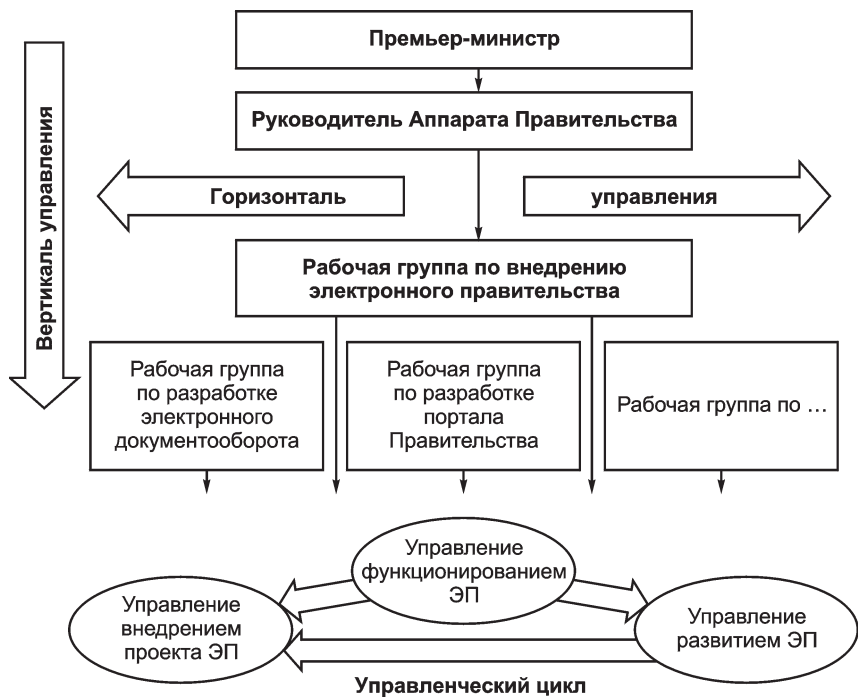 Премьер-министр
Руководитель Аппарата Правительства
Вертикаль управления
Горизонталь
управления
Рабочая группа по внедрению
электронного правительства
Рабочая группа
по разработке
электронного
документооборота
Рабочая группа
по разработке
портала
Правительства
Рабочая группа по …
Управление
функционированием
ЭП
Управление
внедрением
проекта ЭП
Управление
развитием ЭП
Управленческий цикл